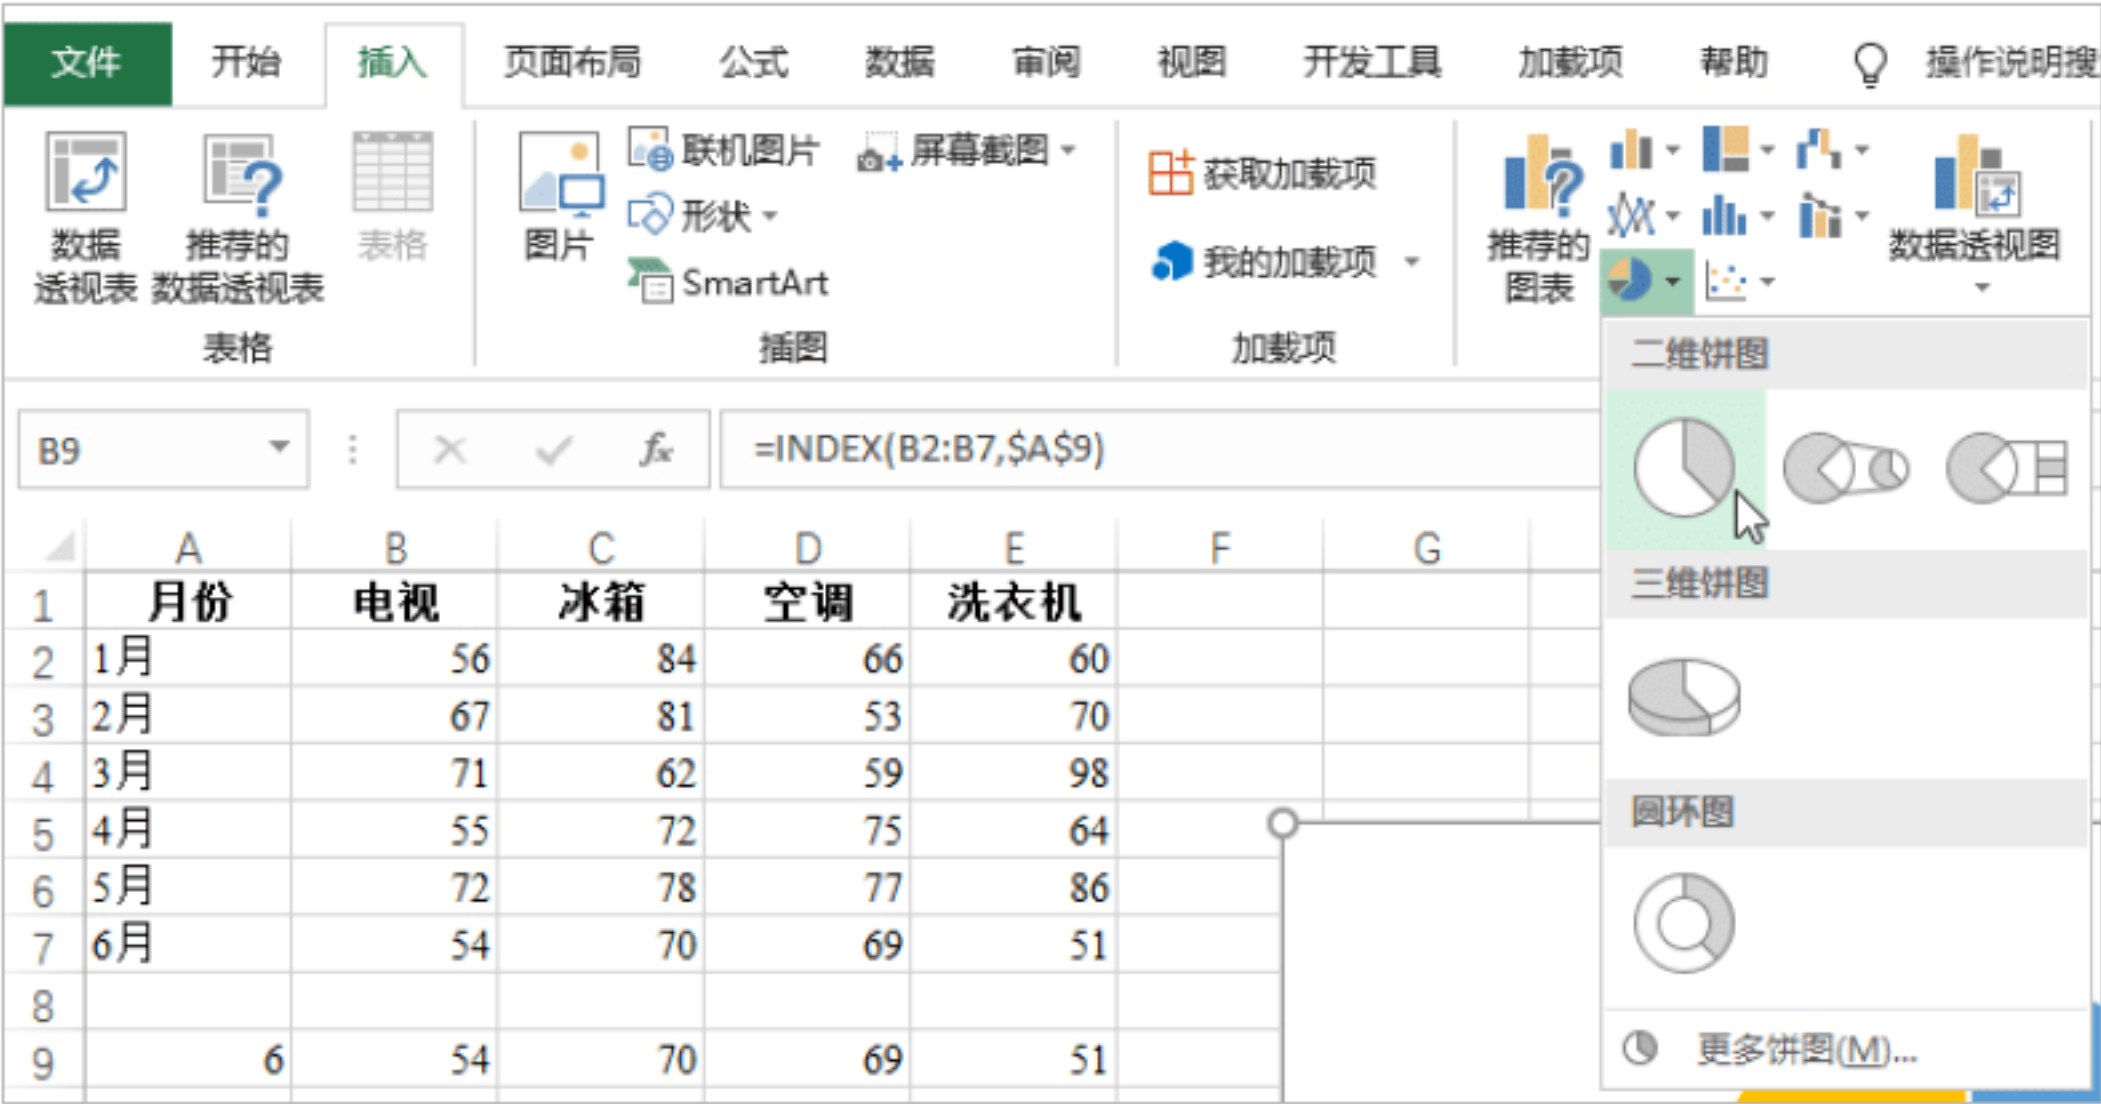 文件 开始 插入 页面布局 公式 数据 审阅 视图 开发工具 加载项 帮助 操作说明搜
数据
透视表
推荐的
数据透视表
表格
表格
图片
联机图片
形状
SmartArt
屏幕截图
插图
获取加载项
我的加载项
加载项
推荐的
图表
数据透视图
二维饼图
三维饼图
圆环图
更多饼图(M)...
B9 fx =INDEX(B2:B7,$A$9)
A B C D E F G
1 月份 电视 冰箱 空调 洗衣机
2 1月 56 84 66 60
3 2月 67 81 53 70
4 3月 71 62 59 98
5 4月 55 72 75 64
6 5月 72 78 77 86
7 6月 54 70 69 51
8
9 6 54 70 69 51